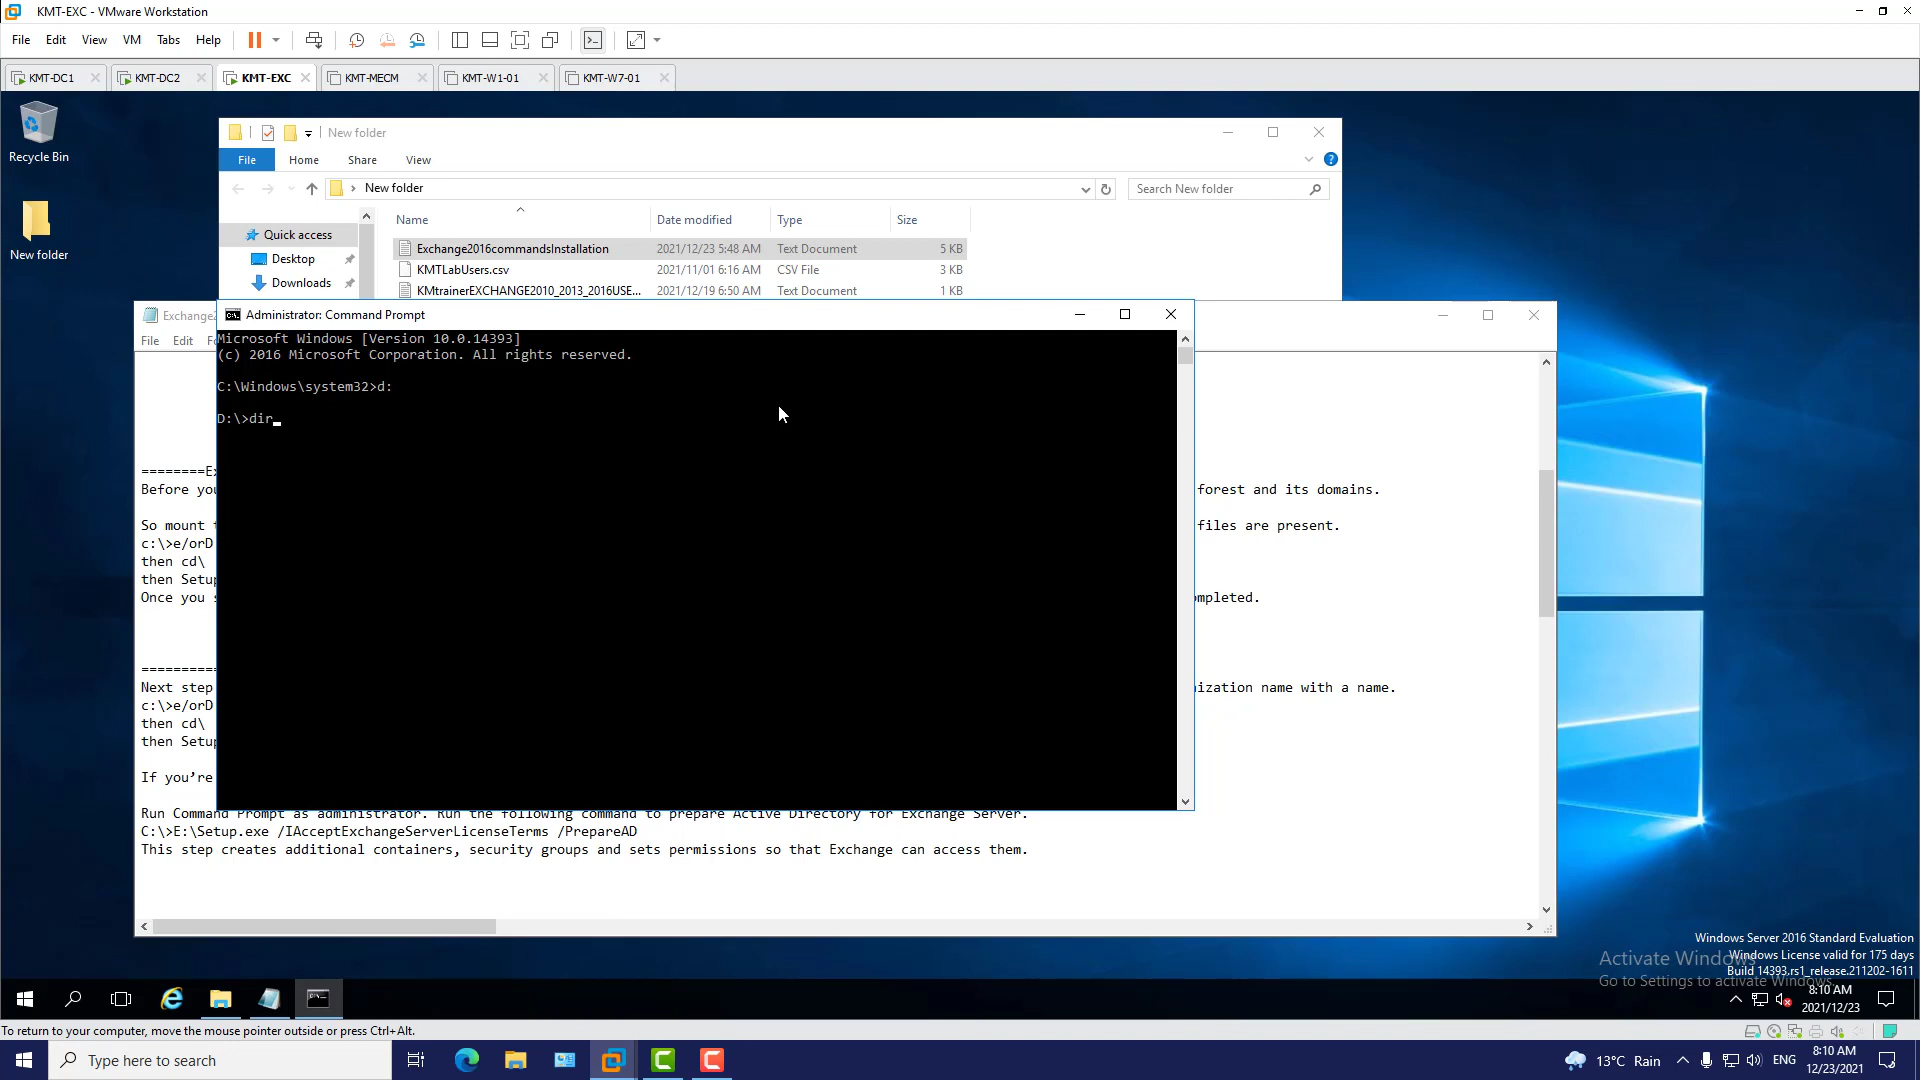 KMT-EXC - VMware Workstation
File Edit View VM Tabs Help
KMT-DC1 KMT-DC2 KMT-EXC KMT-MECM KMT-W1-01 KMT-W7-01
Recycle Bin
New folder
New folder
File Home Share View
New folder
Search New folder
Name Date modified Type Size
Quick access
Desktop
Downloads
Exchange2016commandsInstallation 2021/12/23 5:48 AM Text Document 5 KB
KMTLabUsers.csv 2021/11/01 6:16 AM CSV File 3 KB
KMtrainerEXCHANGE2010_2013_2016USE... 2021/12/19 6:50 AM Text Document 1 KB
File Edit
Administrator: Command Prompt
Microsoft Windows [Version 10.0.14393]
(c) 2016 Microsoft Corporation. All rights reserved.
C:\Windows\system32>d:
D:\>dir
========
Before forest and its domains.
So mount files are present.
c:\>e/orD
then cd\
then
Once you
Next step name with a name.
c:\>e/orD
then cd\
then
If you're
Run Command Prompt as administrator. Run the following command to prepare Active Directory for Exchange Server.
C:\>E:\Setup.exe /IAcceptExchangeServerLicenseTerms /PrepareAD
This step creates additional containers, security groups and sets permissions so that Exchange can access them.
Windows Server 2016 Standard Evaluation
Windows License valid for 175 days
Build 14393.rs1_release.211202-1611
Activate Windows
Go to Settings to activate Windows.
8:10 AM
2021/12/23
To return to your computer, move the mouse pointer outside or press Ctrl+Alt.
Type here to search
13°C Rain
ENG
8:10 AM
12/23/2021